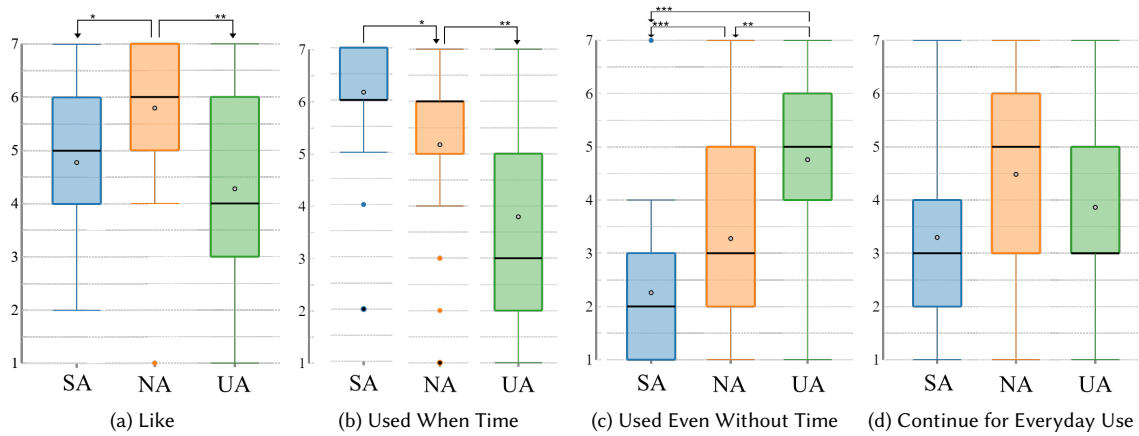 * ** * ** *** *** **
7 7 7 7
6 6 6 6
5 5 5 5
4 4 4 4
3 3 3 3
2 2 2 2
1 1 1 1
SA NA UA SA NA UA SA NA UA SA NA UA
(a) Like (b) Used When Time (c) Used Even Without Time (d) Continue for Everyday Use